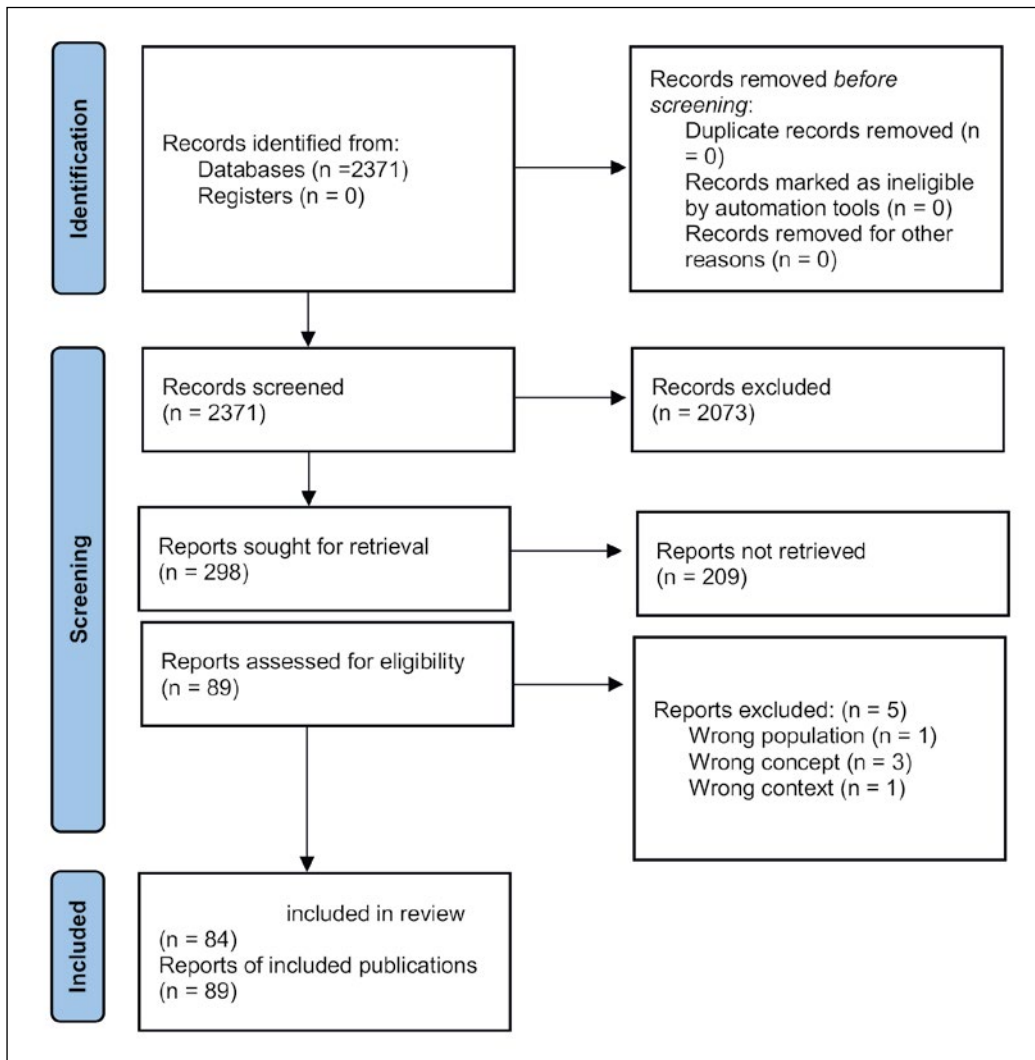 Identification
Records identified from:
Databases (n =2371)
Registers (n = 0)
Records removed before
screening:
Duplicate records removed (n
= 0)
Records marked as ineligible
by automation tools (n = 0)
Records removed for other
reasons (n = 0)
Screening
Records screened
(n = 2371)
Records excluded
(n = 2073)
Reports sought for retrieval
(n = 298)
Reports not retrieved
(n = 209)
Reports assessed for eligibility
(n = 89)
Reports excluded: (n = 5)
Wrong population (n = 1)
Wrong concept (n = 3)
Wrong context (n = 1)
Included
included in review
(n = 84)
Reports of included publications
(n = 89)